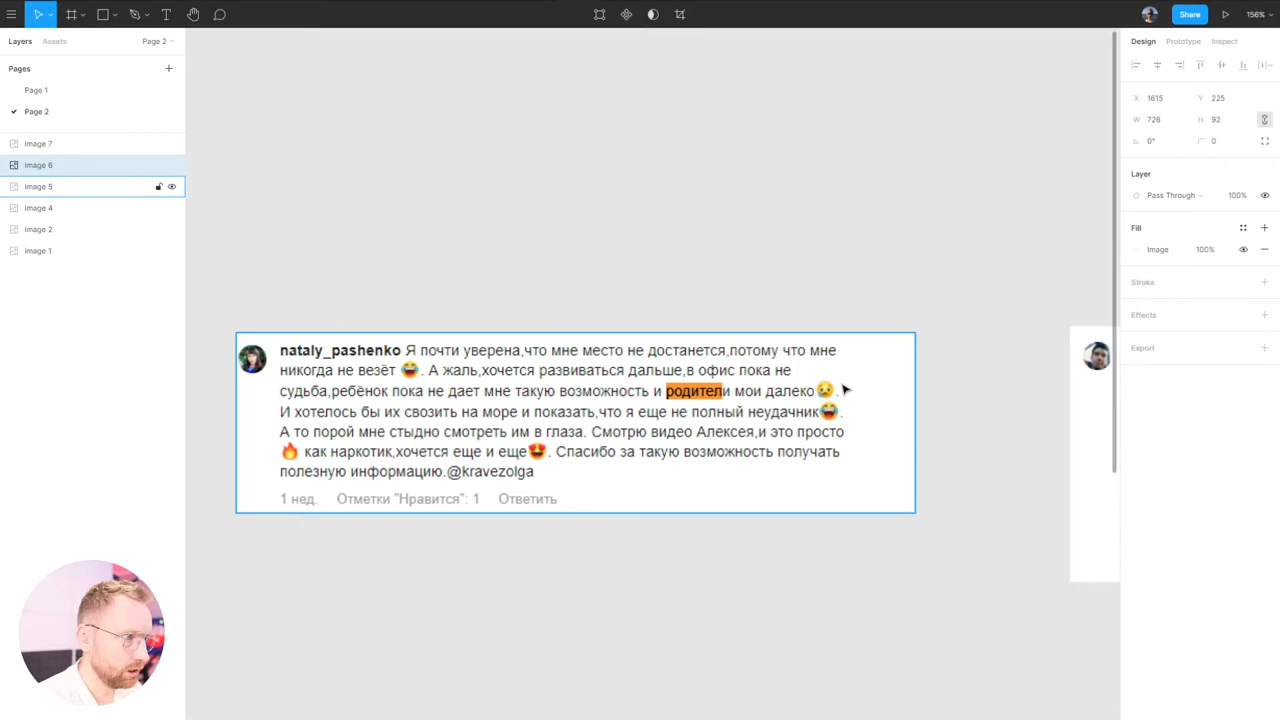 Share
156%
Layers
Assets
Page 2
Design
Prototype
Inspect
Pages
Page 1
Page 2
X 1615
Y 225
W 726
H 92
0°
0
image 7
image 6
image 5
image 4
image 2
image 1
Layer
Pass Through
100%
Fill
Image
100%
Stroke
Effects
Export
nataly_pashenko Я почти уверена,что мне место не достанется,потому что мне
никогда не везёт 😂. А жаль,хочется развиваться дальше,в офис пока не
судьба,ребёнок пока не дает мне такую возможность и родители мои далеко😥.
И хотелось бы их свозить на море и показать,что я еще не полный неудачник😂.
А то порой мне стыдно смотреть им в глаза. Смотрю видео Алексея,и это просто
🔥 как наркотик,хочется еще и еще😍. Спасибо за такую возможность получать
полезную информацию.@kravezolga
1 нед. Отметки "Нравится": 1 Ответить